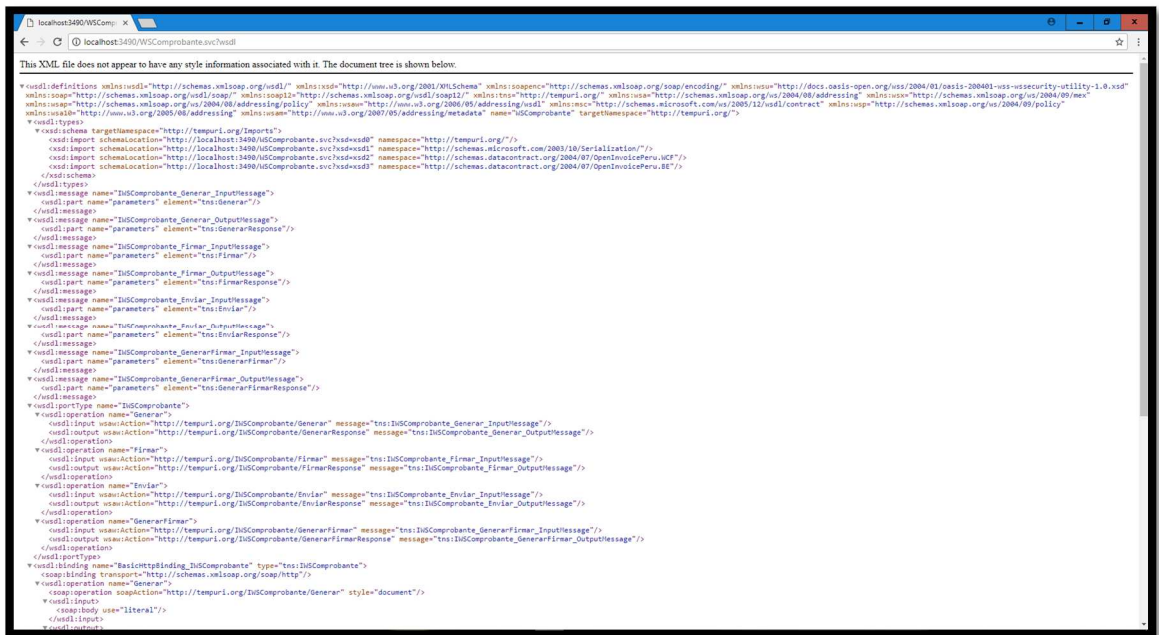 localhost:3490/WSComp
localhost:3490/WSComprobante.svc?wsdl
This XML file does not appear to have any style information associated with it. The document tree is shown below.
▼<wsdl:definitions xmlns:wsdl="http://schemas.xmlsoap.org/wsdl/" xmlns:xsd="http://www.w3.org/2001/XMLSchema" xmlns:soapenc="http://schemas.xmlsoap.org/soap/encoding/" xmlns:wsu="http://docs.oasis-open.org/wss/2004/01/oasis-200401-wss-wssecurity-utility-1.0.xsd"
xmlns:soap="http://schemas.xmlsoap.org/wsdl/soap/" xmlns:soap12="http://schemas.xmlsoap.org/wsdl/soap12/" xmlns:tns="http://tempuri.org/" xmlns:wsa="http://schemas.xmlsoap.org/ws/2004/08/addressing" xmlns:wsx="http://schemas.xmlsoap.org/ws/2004/09/mex"
xmlns:wsap="http://schemas.xmlsoap.org/ws/2004/08/addressing/policy" xmlns:wsaw="http://www.w3.org/2006/05/addressing/wsdl" xmlns:msc="http://schemas.microsoft.com/ws/2005/12/wsdl/contract" xmlns:wsp="http://schemas.xmlsoap.org/ws/2004/09/policy"
xmlns:wsa10="http://www.w3.org/2005/08/addressing" xmlns:wsam="http://www.w3.org/2007/05/addressing/metadata" name="WSComprobante" targetNamespace="http://tempuri.org/">
▼<wsdl:types>
▼<xsd:schema targetNamespace="http://tempuri.org/Imports">
<xsd:import schemaLocation="http://localhost:3490/WSComprobante.svc?xsd=xsd0" namespace="http://tempuri.org/"/>
<xsd:import schemaLocation="http://localhost:3490/WSComprobante.svc?xsd=xsd1" namespace="http://schemas.microsoft.com/2003/10/Serialization/"/>
<xsd:import schemaLocation="http://localhost:3490/WSComprobante.svc?xsd=xsd2" namespace="http://schemas.datacontract.org/2004/07/OpenInvoicePeru.WCF"/>
<xsd:import schemaLocation="http://localhost:3490/WSComprobante.svc?xsd=xsd3" namespace="http://schemas.datacontract.org/2004/07/OpenInvoicePeru.BE"/>
</xsd:schema>
</wsdl:types>
▼<wsdl:message name="IWSComprobante_Generar_InputMessage">
<wsdl:part name="parameters" element="tns:Generar"/>
</wsdl:message>
▼<wsdl:message name="IWSComprobante_Generar_OutputMessage">
<wsdl:part name="parameters" element="tns:GenerarResponse"/>
</wsdl:message>
▼<wsdl:message name="IWSComprobante_Firmar_InputMessage">
<wsdl:part name="parameters" element="tns:Firmar"/>
</wsdl:message>
▼<wsdl:message name="IWSComprobante_Firmar_OutputMessage">
<wsdl:part name="parameters" element="tns:FirmarResponse"/>
</wsdl:message>
▼<wsdl:message name="IWSComprobante_Enviar_InputMessage">
<wsdl:part name="parameters" element="tns:Enviar"/>
</wsdl:message>
▼<wsdl:message name="IWSComprobante_Enviar_OutputMessage">
<wsdl:part name="parameters" element="tns:EnviarResponse"/>
</wsdl:message>
▼<wsdl:message name="IWSComprobante_GenerarFirmar_InputMessage">
<wsdl:part name="parameters" element="tns:GenerarFirmar"/>
</wsdl:message>
▼<wsdl:message name="IWSComprobante_GenerarFirmar_OutputMessage">
<wsdl:part name="parameters" element="tns:GenerarFirmarResponse"/>
</wsdl:message>
▼<wsdl:portType name="IWSComprobante">
▼<wsdl:operation name="Generar">
<wsdl:input wsaw:Action="http://tempuri.org/IWSComprobante/Generar" message="tns:IWSComprobante_Generar_InputMessage"/>
<wsdl:output wsaw:Action="http://tempuri.org/IWSComprobante/GenerarResponse" message="tns:IWSComprobante_Generar_OutputMessage"/>
</wsdl:operation>
▼<wsdl:operation name="Firmar">
<wsdl:input wsaw:Action="http://tempuri.org/IWSComprobante/Firmar" message="tns:IWSComprobante_Firmar_InputMessage"/>
<wsdl:output wsaw:Action="http://tempuri.org/IWSComprobante/FirmarResponse" message="tns:IWSComprobante_Firmar_OutputMessage"/>
</wsdl:operation>
▼<wsdl:operation name="Enviar">
<wsdl:input wsaw:Action="http://tempuri.org/IWSComprobante/Enviar" message="tns:IWSComprobante_Enviar_InputMessage"/>
<wsdl:output wsaw:Action="http://tempuri.org/IWSComprobante/EnviarResponse" message="tns:IWSComprobante_Enviar_OutputMessage"/>
</wsdl:operation>
▼<wsdl:operation name="GenerarFirmar">
<wsdl:input wsaw:Action="http://tempuri.org/IWSComprobante/GenerarFirmar" message="tns:IWSComprobante_GenerarFirmar_InputMessage"/>
<wsdl:output wsaw:Action="http://tempuri.org/IWSComprobante/GenerarFirmarResponse" message="tns:IWSComprobante_GenerarFirmar_OutputMessage"/>
</wsdl:operation>
</wsdl:portType>
▼<wsdl:binding name="BasicHttpBinding_IWSComprobante" type="tns:IWSComprobante">
<soap:binding transport="http://schemas.xmlsoap.org/soap/http"/>
▼<wsdl:operation name="Generar">
<soap:operation soapAction="http://tempuri.org/IWSComprobante/Generar" style="document"/>
▼<wsdl:input>
<soap:body use="literal"/>
</wsdl:input>
▼<wsdl:output>